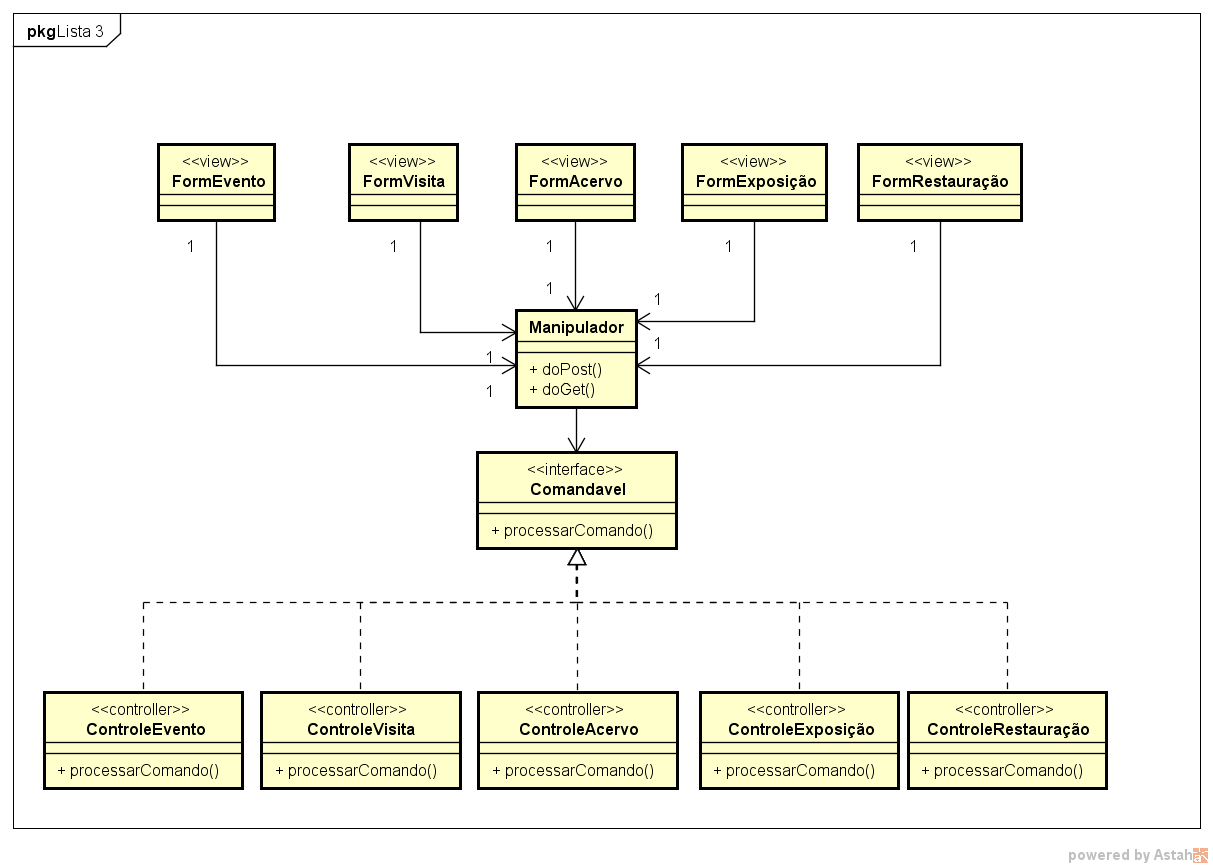 pkgLista 3
<<view>>
FormEvento
<<view>>
FormVisita
<<view>>
FormAcervo
<<view>>
FormExposição
<<view>>
FormRestauração
1
1
1
1
1
1
1
Manipulador
1
1
+ doPost()
1
+ doGet()
<<interface>>
Comandavel
+ processarComando()
<<controller>>
ControleEvento
+ processarComando()
<<controller>>
ControleVisita
+ processarComando()
<<controller>>
ControleAcervo
+ processarComando()
<<controller>>
ControleExposição
+ processarComando()
<<controller>>
ControleRestauração
+ processarComando()
powered by Astah